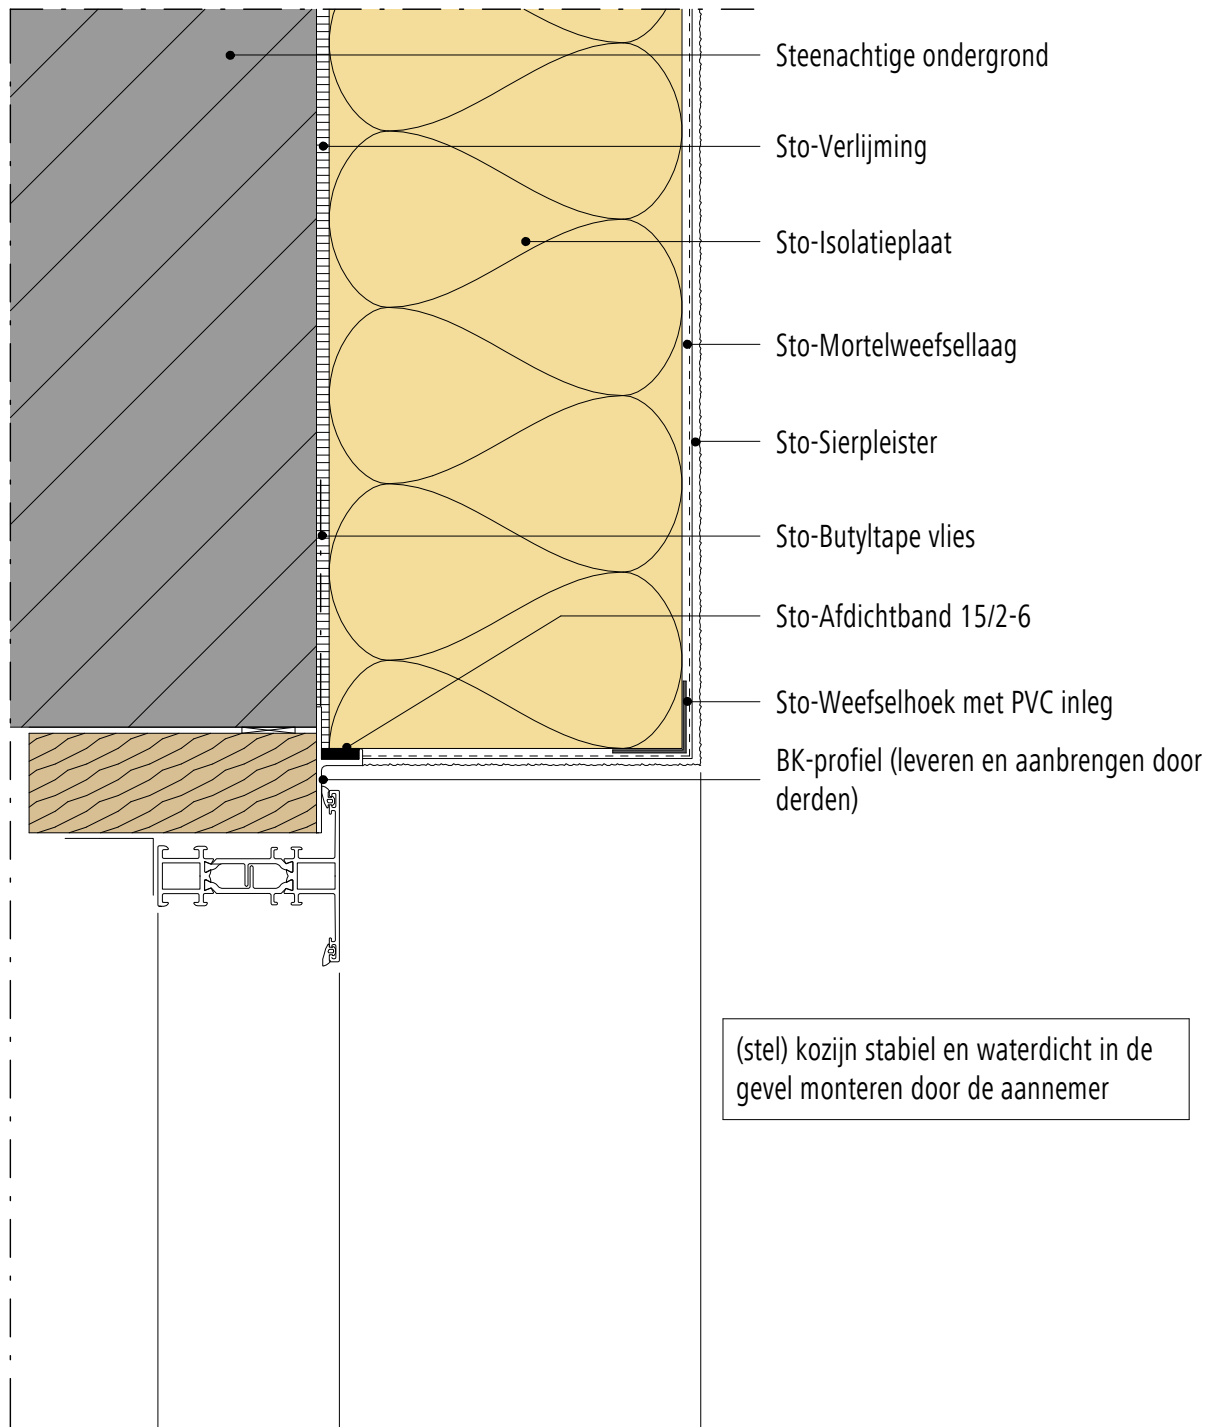 Steenachtige ondergrond
Sto-Verlijming
Sto-Isolatieplaat
Sto-Mortelweefsellaag
Sto-Sierpleister
Sto-Butyltape vlies
Sto-Afdichtband 15/2-6
Sto-Weefselhoek met PVC inleg
BK-profiel (leveren en aanbrengen door
derden)
(stel) kozijn stabiel en waterdicht in de
gevel monteren door de aannemer